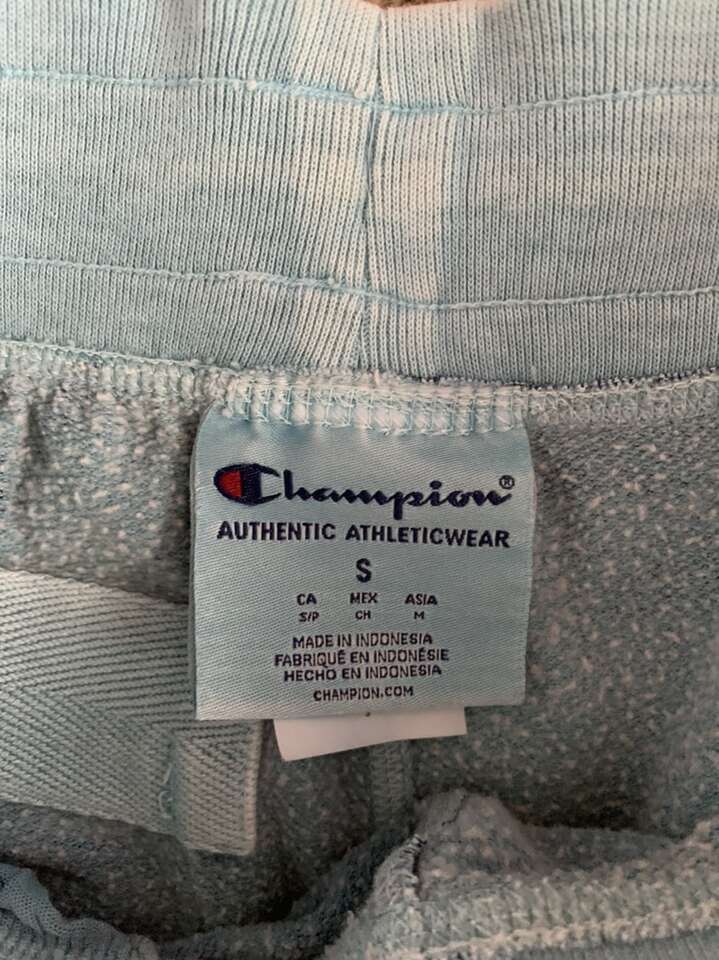 Champion®
AUTHENTIC ATHLETICWEAR
S
CA MEX ASIA
S/P CH M
MADE IN INDONESIA
FABRIQUÉ EN INDONÉSIE
HECHO EN INDONESIA
CHAMPION.COM